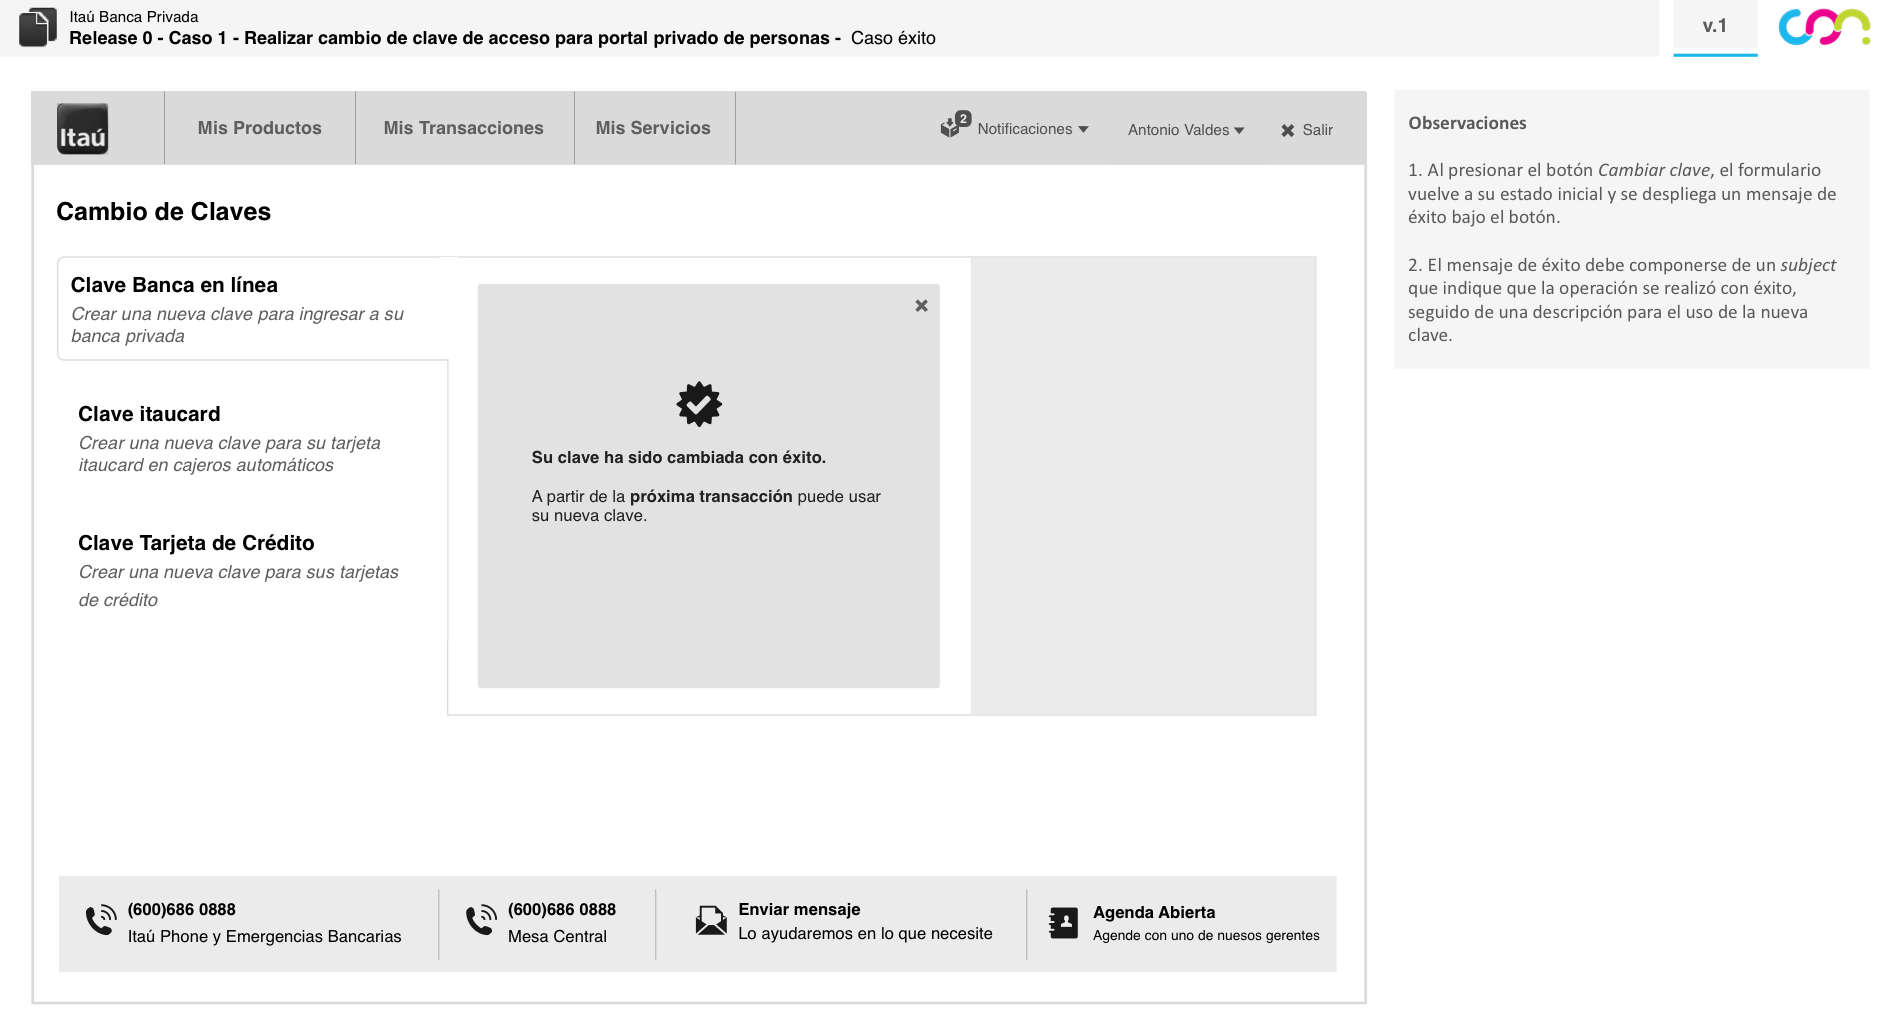 Itaú Banca Privada
Release 0 - Caso 1 - Realizar cambio de clave de acceso para portal privado de personas - Caso éxito
v.1
con
Itaú
Mis Productos
Mis Transacciones
Mis Servicios
2
Notificaciones
Antonio Valdes
Salir
Cambio de Claves
Clave Banca en línea
Crear una nueva clave para ingresar a su
banca privada
Clave itaucard
Crear una nueva clave para su tarjeta
itaucard en cajeros automáticos
Clave Tarjeta de Crédito
Crear una nueva clave para sus tarjetas
de crédito
Su clave ha sido cambiada con éxito.
A partir de la próxima transacción puede usar
su nueva clave.
Observaciones
1. Al presionar el botón Cambiar clave, el formulario
vuelve a su estado inicial y se despliega un mensaje de
éxito bajo el botón.
2. El mensaje de éxito debe componerse de un subject
que indique que la operación se realizó con éxito,
seguido de una descripción para el uso de la nueva
clave.
(600)686 0888
Itaú Phone y Emergencias Bancarias
(600)686 0888
Mesa Central
Enviar mensaje
Lo ayudaremos en lo que necesite
Agenda Abierta
Agende con uno de nuesos gerentes